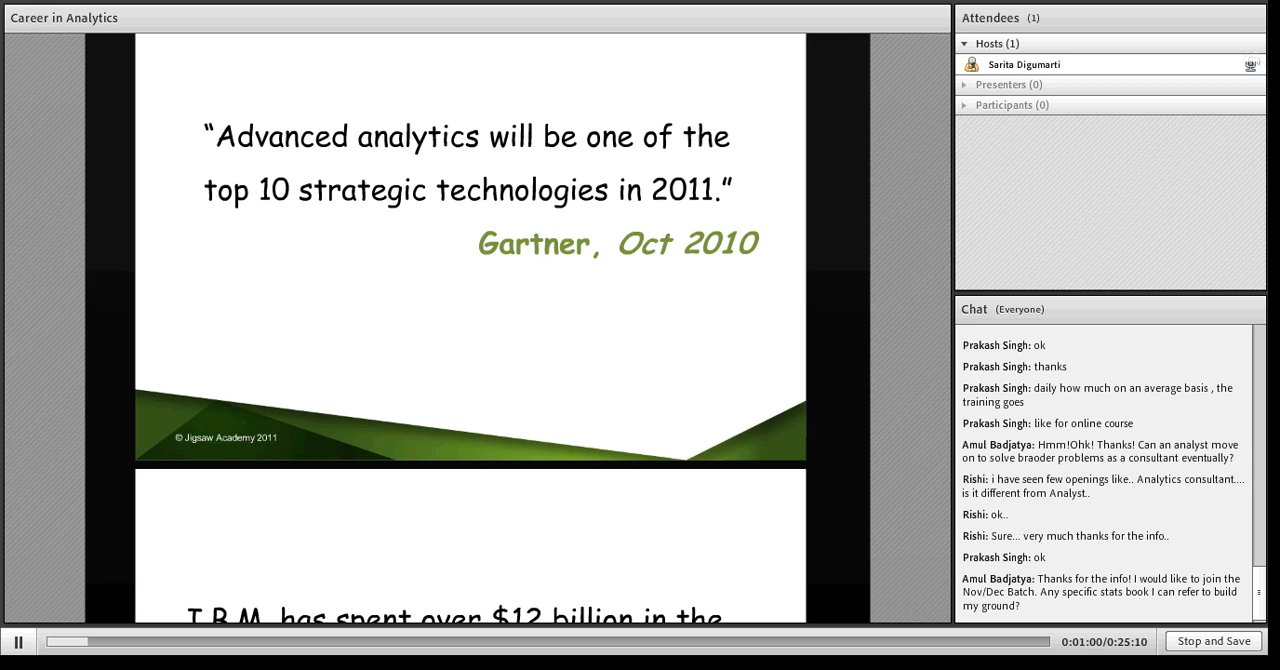 Career in Analytics
“Advanced analytics will be one of the
top 10 strategic technologies in 2011.”
Gartner, Oct 2010
© Jigsaw Academy 2011
I.B.M. has spent over $12 billion in the
Attendees (1)
Hosts (1)
Sarita Digumarti
Presenters (0)
Participants (0)
Chat (Everyone)
Prakash Singh: ok
Prakash Singh: thanks
Prakash Singh: daily how much on an average basis , the
training goes
Prakash Singh: like for online course
Amul Badjatya: Hmm!Ohk! Thanks! Can an analyst move
on to solve braoder problems as a consultant eventually?
Rishi: i have seen few openings like.. Analytics consultant....
is it different from Analyst..
Rishi: ok..
Rishi: Sure... very much thanks for the info..
Prakash Singh: ok
Amul Badjatya: Thanks for the info! I would like to join the
Nov/Dec Batch. Any specific stats book I can refer to build
my ground?
0:01:00/0:25:10
Stop and Save